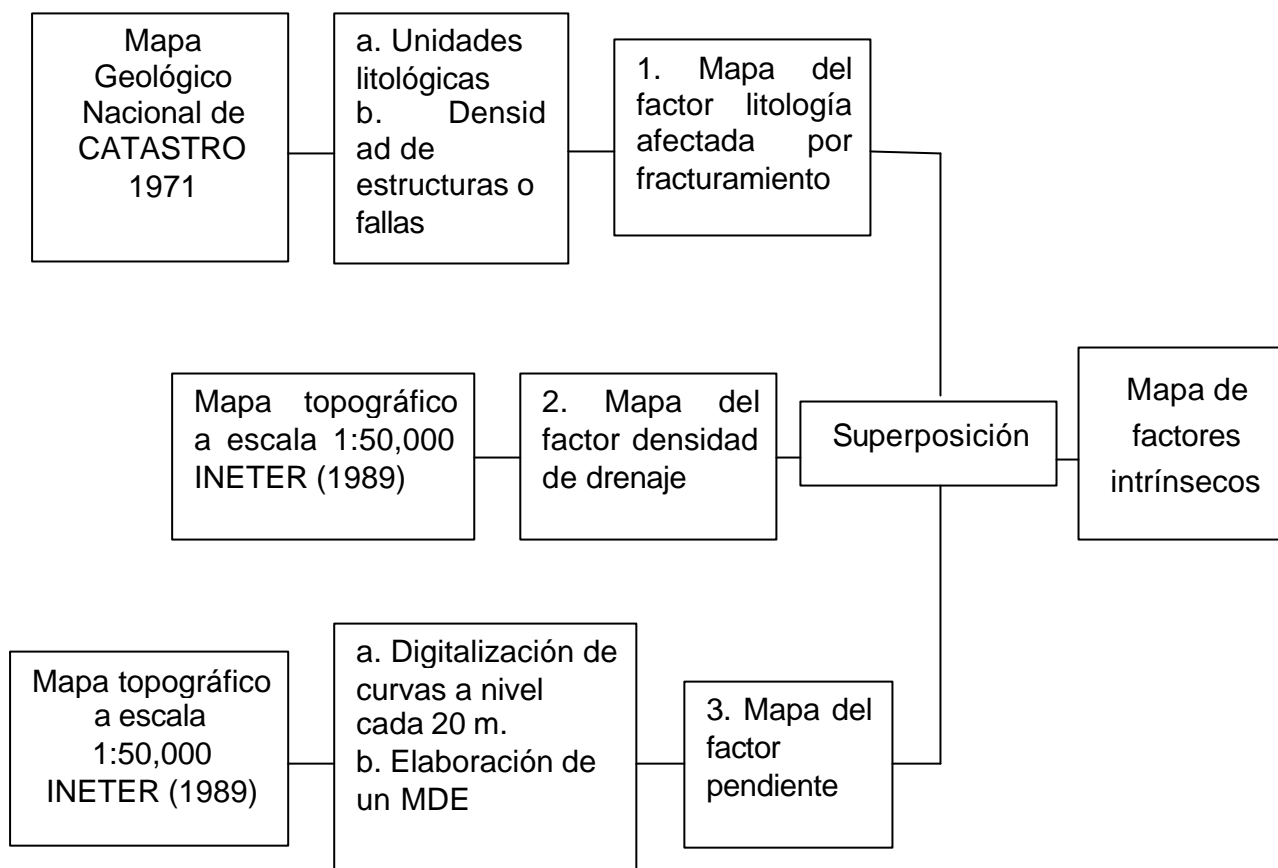 Mapa
Geológico
Nacional de
CATASTRO
1971
a. Unidades
litológicas
b. Densid
ad de
estructuras o
fallas
1. Mapa del
factor litología
afectada por
fracturamiento
Mapa topográfico
a escala 1:50,000
INETER (1989)
2. Mapa del
factor densidad
de drenaje
Superposición
Mapa de
factores
intrínsecos
Mapa topográfico
a escala
1:50,000
INETER (1989)
a. Digitalización de
curvas a nivel
cada 20 m.
b. Elaboración de
un MDE
3. Mapa del
factor
pendiente